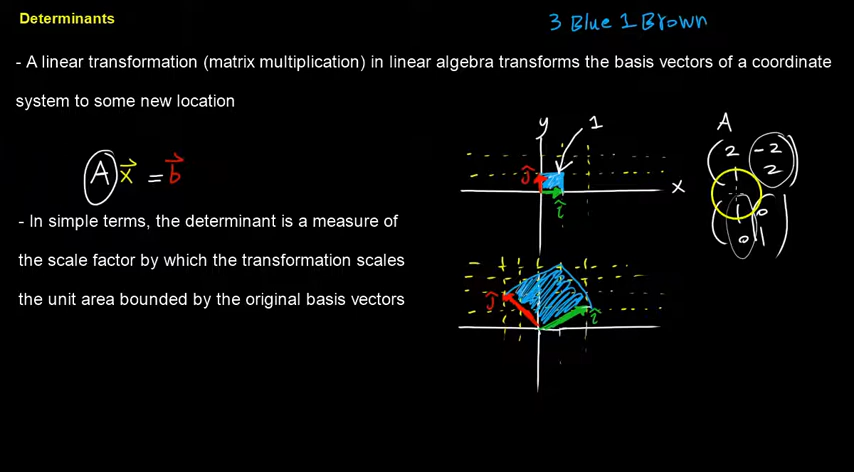 Determinants
3 Blue 1 Brown
- A linear transformation (matrix multiplication) in linear algebra transforms the basis vectors of a coordinate
system to some new location
A x = b
- In simple terms, the determinant is a measure of
the scale factor by which the transformation scales
the unit area bounded by the original basis vectors
y
1
ĵ
î
x
ĵ
î
A
2 -2
1 2
1 0
0 1